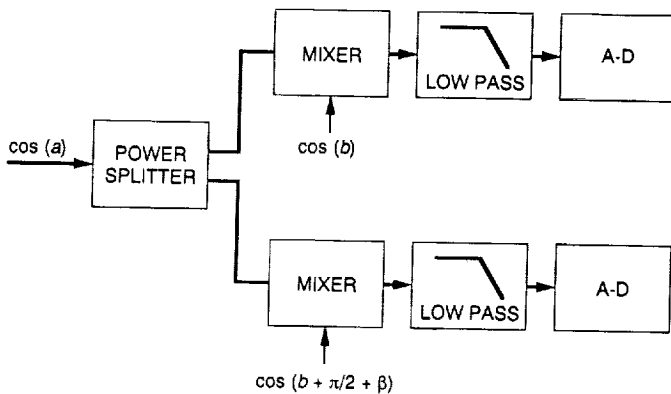 MIXER
LOW PASS
A-D
cos (a)
POWER
SPLITTER
cos (b)
MIXER
LOW PASS
A-D
cos (b + π/2 + β)